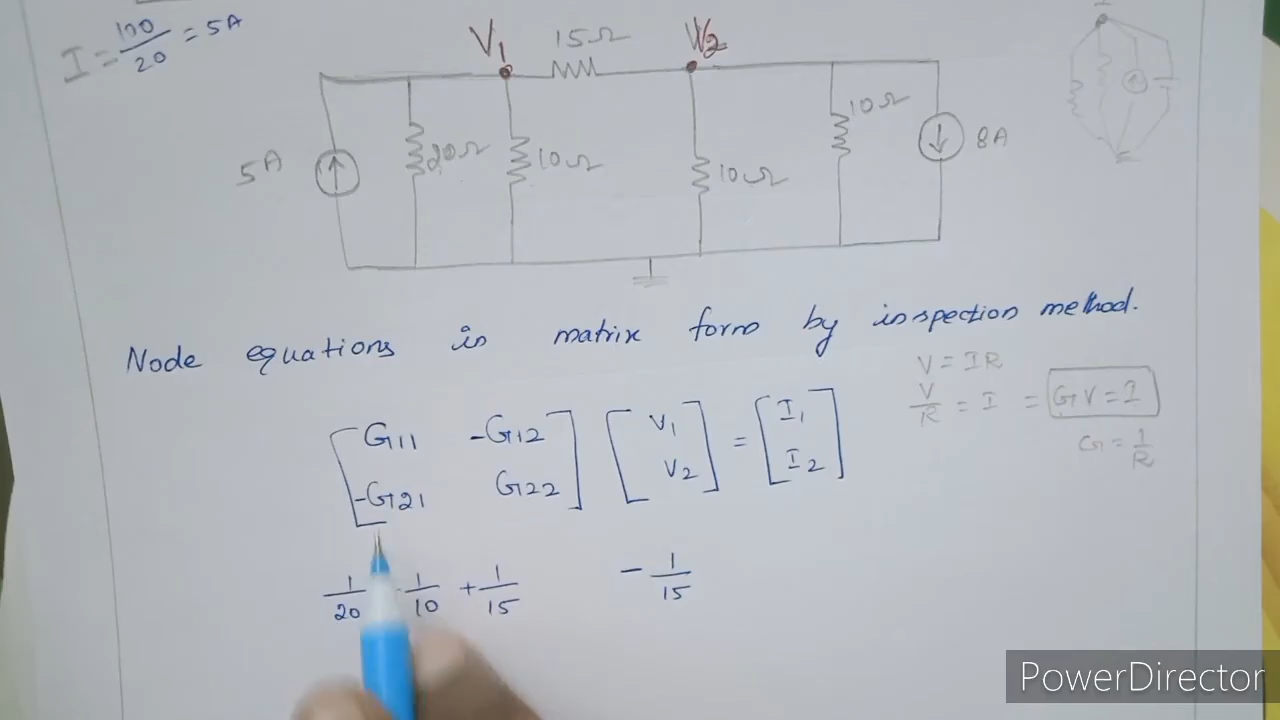 I = 100/20 = 5A
V1 15Ω V2
5A 20Ω 10Ω 10Ω 10Ω 8A
Node equations in matrix form by inspection method.
V = IR
V/R = I = GV = I
G = 1/R
G11 -G12 V1 = I1
-G21 G22 V2 I2
1/20 1/10 + 1/15 - 1/15
PowerDirector